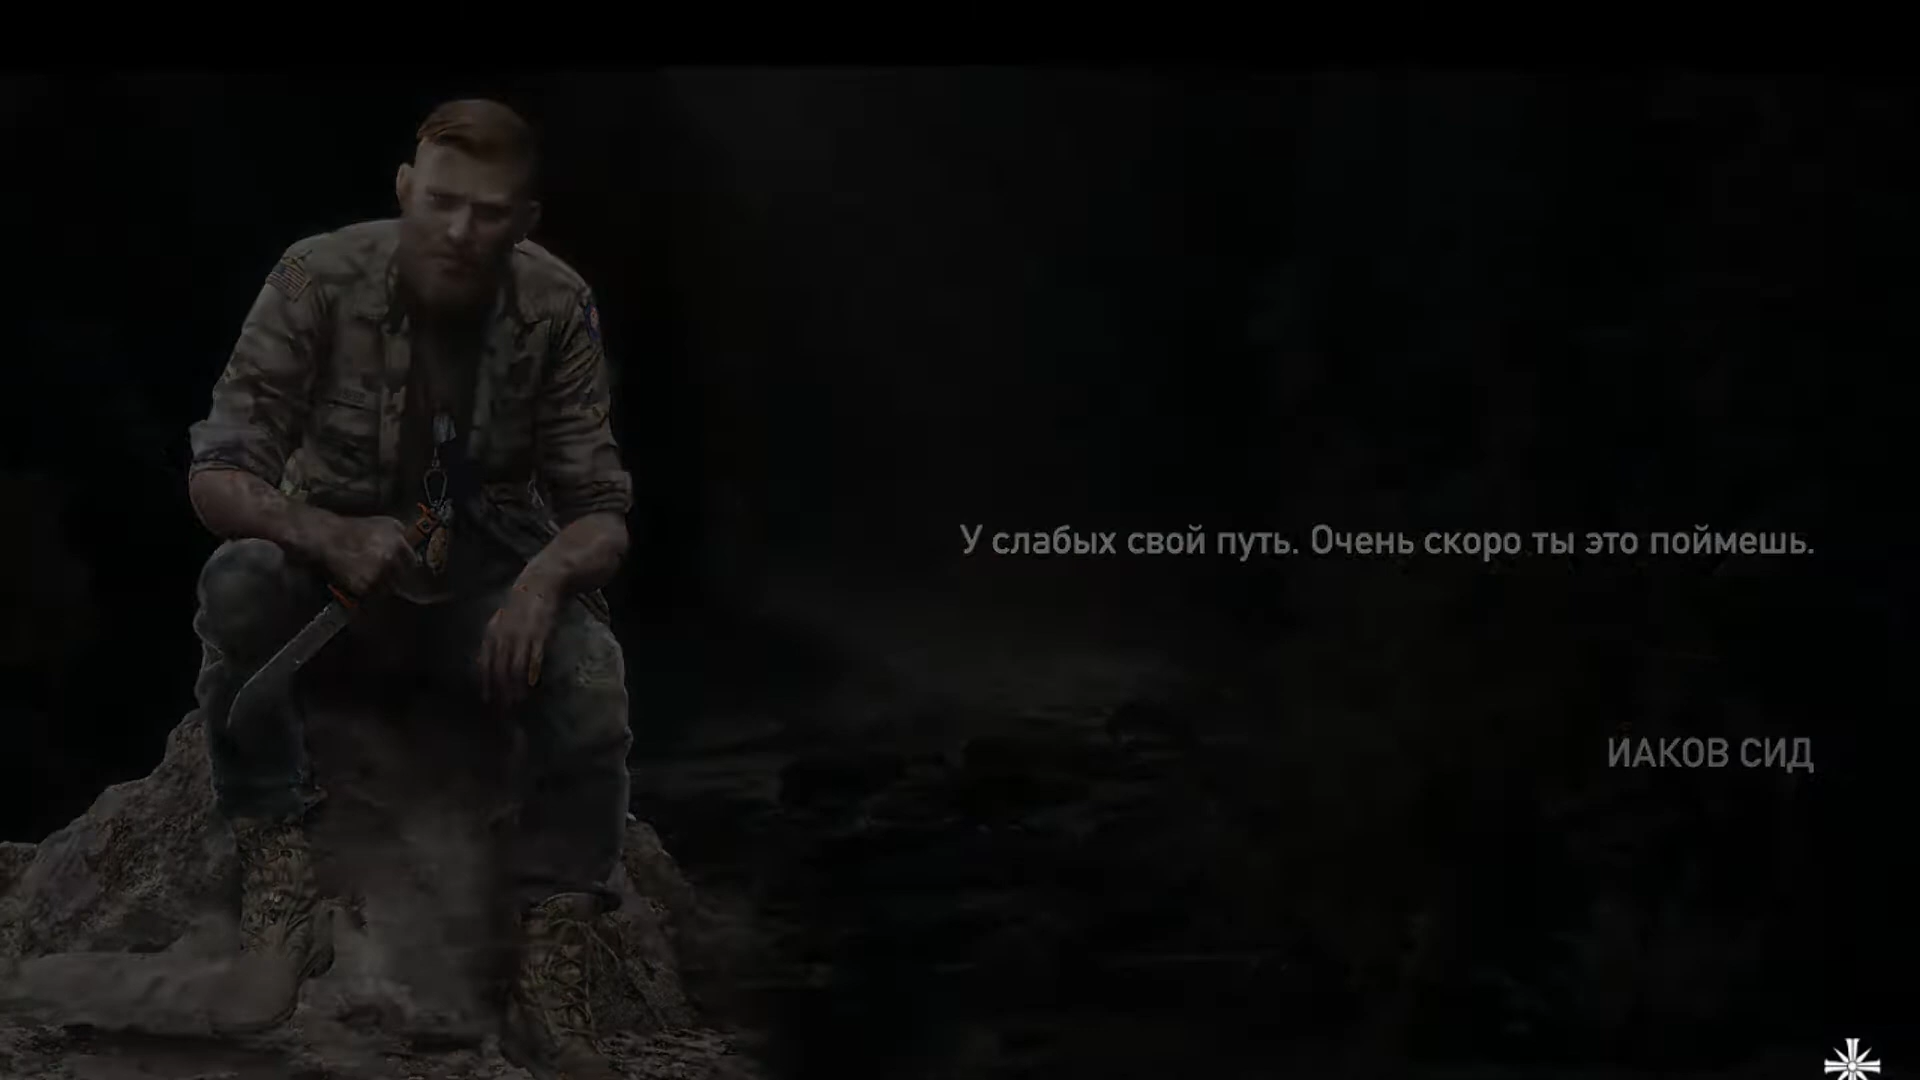 У слабых свой путь. Очень скоро ты это поймешь.
ИАКОВ СИД